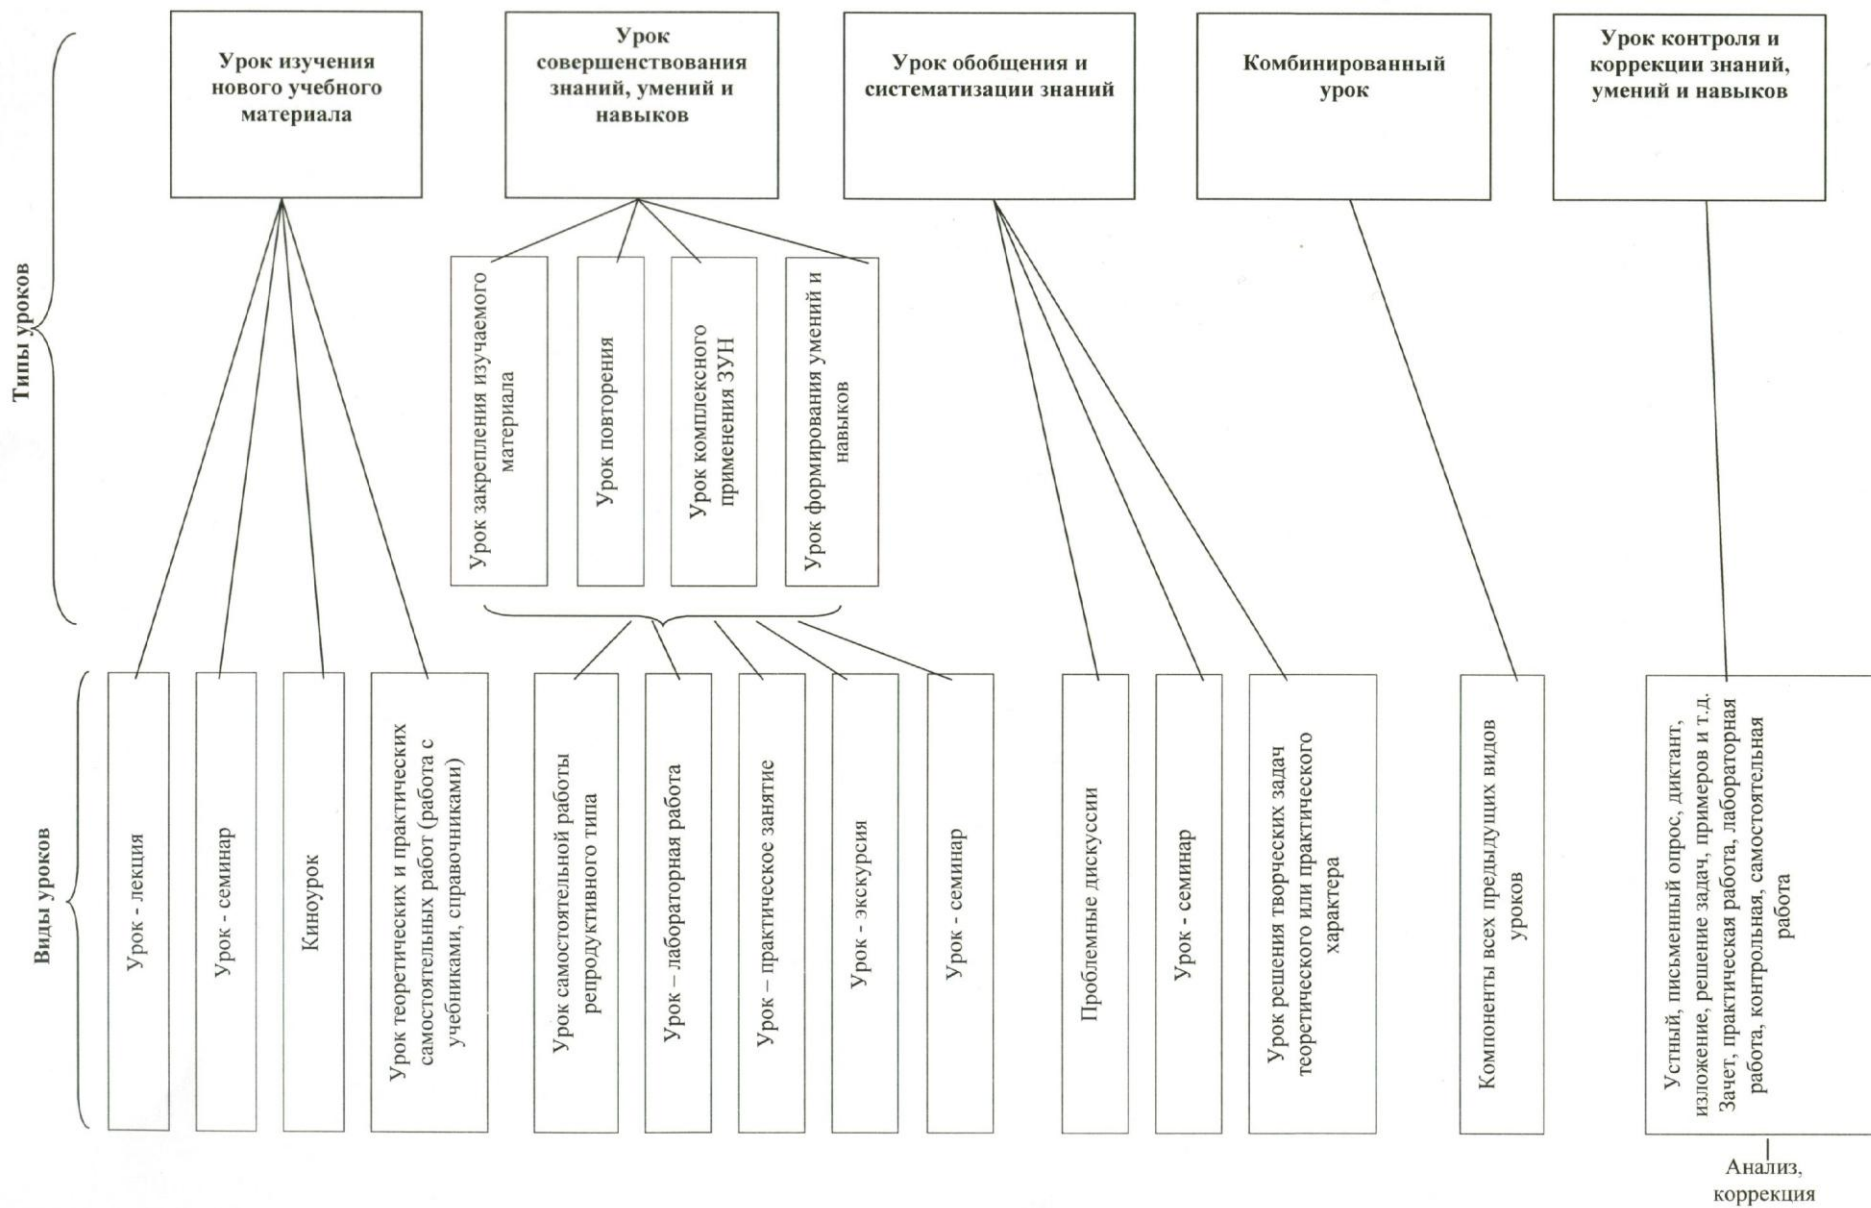 Типы уроков
Урок изучения
нового учебного
материала
Урок
совершенствования
знаний, умений и
навыков
Урок обобщения и
систематизации знаний
Комбинированный
урок
Урок контроля и
коррекции знаний,
умений и навыков
Урок закрепления изучаемого
материала
Урок повторения
Урок комплексного
применения ЗУН
Урок формирования умений и
навыков
Виды уроков
Урок - лекция
Урок - семинар
Киноурок
Урок теоретических и практических
самостоятельных работ (работа с
учебниками, справочниками)
Урок самостоятельной работы
репродуктивного типа
Урок – лабораторная работа
Урок – практическое занятие
Урок - экскурсия
Урок - семинар
Проблемные дискуссии
Урок - семинар
Урок решения творческих задач
теоретического или практического
характера
Компоненты всех предыдущих видов
уроков
Устный, письменный опрос, диктант,
изложение, решение задач, примеров и т.д.
Зачет, практическая работа, лабораторная
работа, контрольная, самостоятельная
работа
Анализ,
коррекция